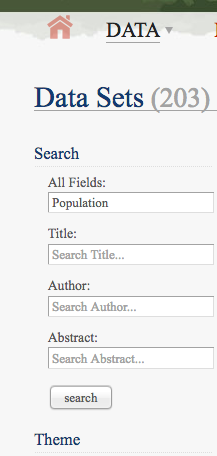 DATA
Data Sets (203)
Search
All Fields:
Population
Title:
Search Title...
Author:
Search Author...
Abstract:
Search Abstract...
search
Theme